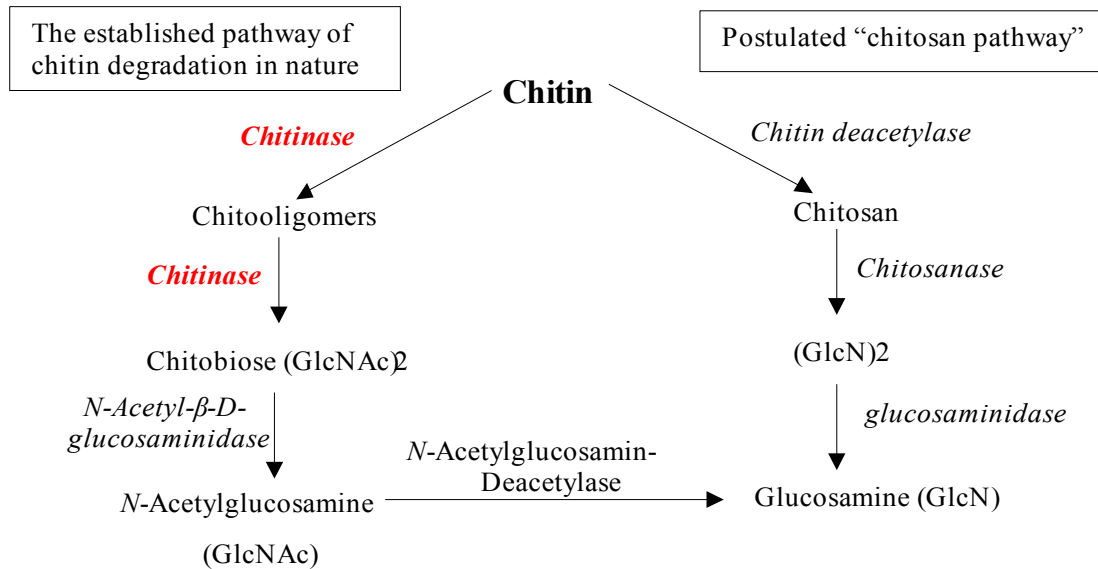 The established pathway of
chitin degradation in nature
Postulated “chitosan pathway”
Chitin
Chitinase
Chitin deacetylase
Chitooligomers
Chitosan
Chitinase
Chitosanase
Chitobiose (GlcNAc)2
(GlcN)2
N-Acetyl-β-D-
glucosaminidase
glucosaminidase
N-Acetylglucosamin-
Deacetylase
N-Acetylglucosamine
(GlcNAc)
Glucosamine (GlcN)